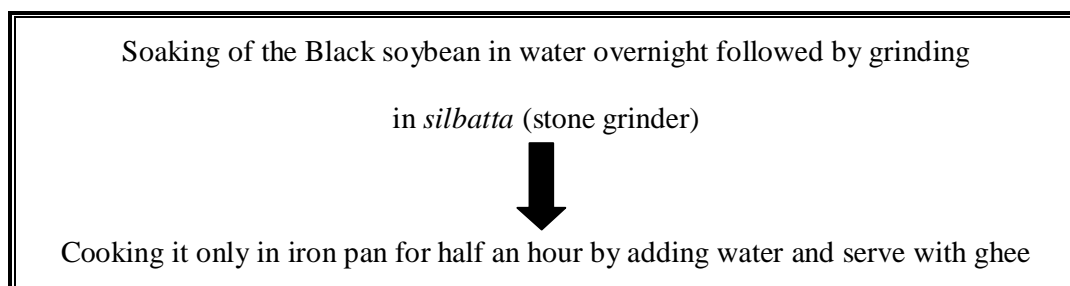 Soaking of the Black soybean in water overnight followed by grinding
in silbatta (stone grinder)
Cooking it only in iron pan for half an hour by adding water and serve with ghee